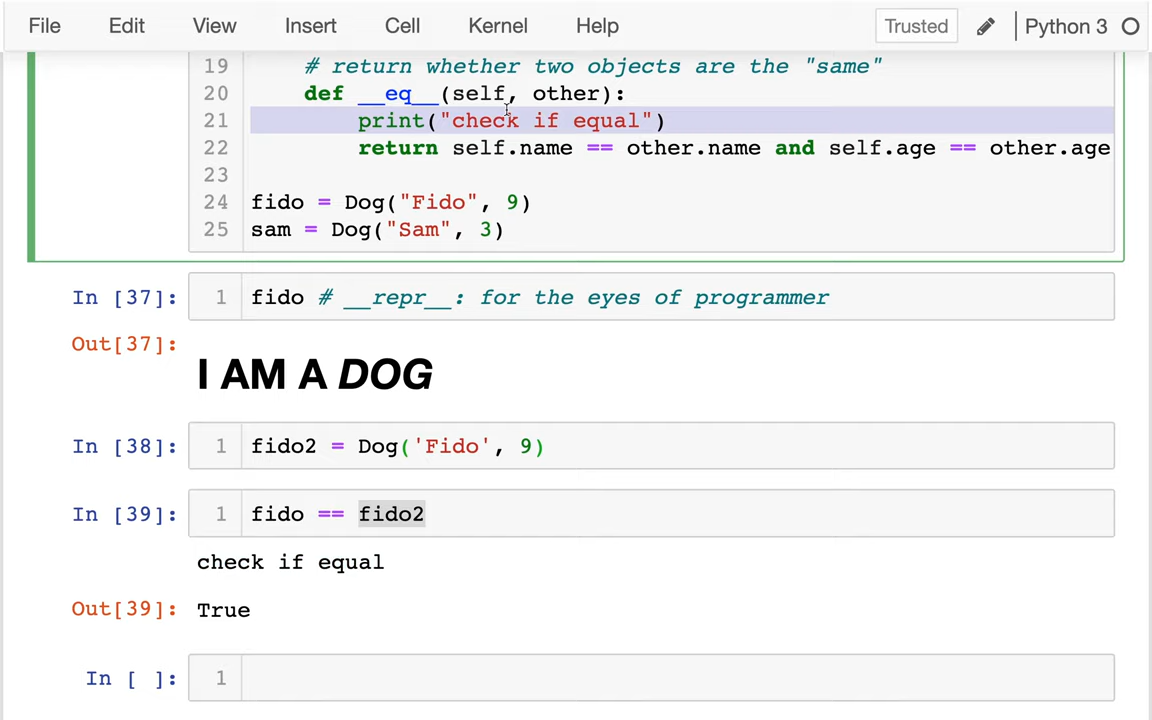 File Edit View Insert Cell Kernel Help Trusted Python 3
19 # return whether two objects are the "same"
20 def __eq__(self, other):
21 print("check if equal")
22 return self.name == other.name and self.age == other.age
23
24 fido = Dog("Fido", 9)
25 sam = Dog("Sam", 3)
In [37]: 1 fido # __repr__: for the eyes of programmer
Out[37]:
I AM A DOG
In [38]: 1 fido2 = Dog('Fido', 9)
In [39]: 1 fido == fido2
check if equal
Out[39]: True
In [ ]: 1